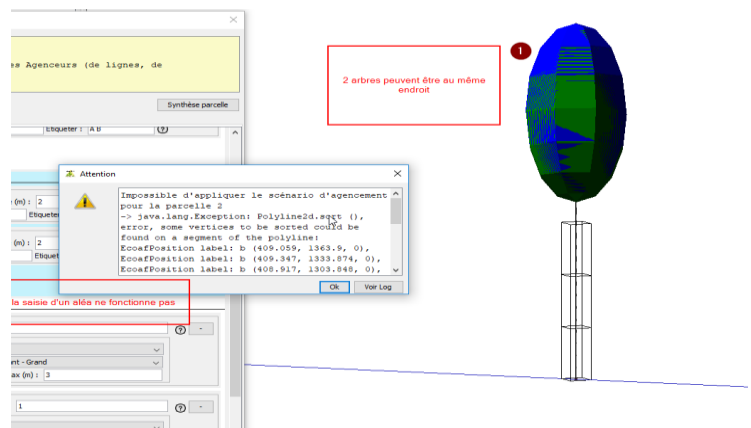 es Agenceurs (de lignes, de
Synthèse parcelle
Etiqueter : A B
2 arbres peuvent être au même
endroit
1
Attention
Impossible d'appliquer le scénario d'agencement
pour la parcelle 2
-> java.lang.Exception: Polyline2d.sort (),
error, some vertices to be sorted could be
found on a segment of the polyline:
EcoafPosition label: b (409.059, 1363.9, 0),
EcoafPosition label: b (409.347, 1333.874, 0),
EcoafPosition label: b (408.917, 1303.848, 0),
Ok
Voir Log
(m) : 2
Etiqueter
(m) : 2
Etiquet
la saisie d'un aléa ne fonctionne pas
nt - Grand
ax (m) : 3
1